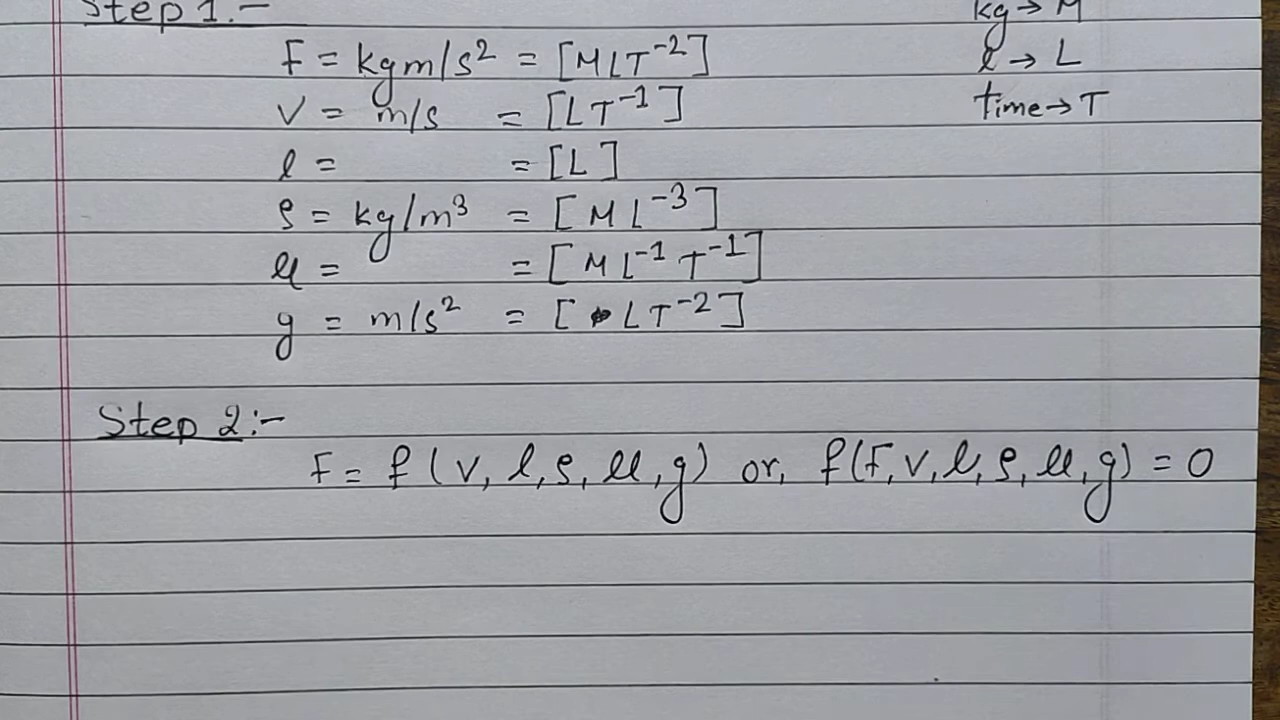 Step 1:-
kg → M
F = kgm/s² = [MLT⁻²]
l → L
V = m/s = [LT⁻¹]
time → T
l = = [L]
ρ = kg/m³ = [ML⁻³]
μ = = [ML⁻¹T⁻¹]
g = m/s² = [LT⁻²]
Step 2:-
F = f(V, l, ρ, μ, g) or, f(F, V, l, ρ, μ, g) = 0